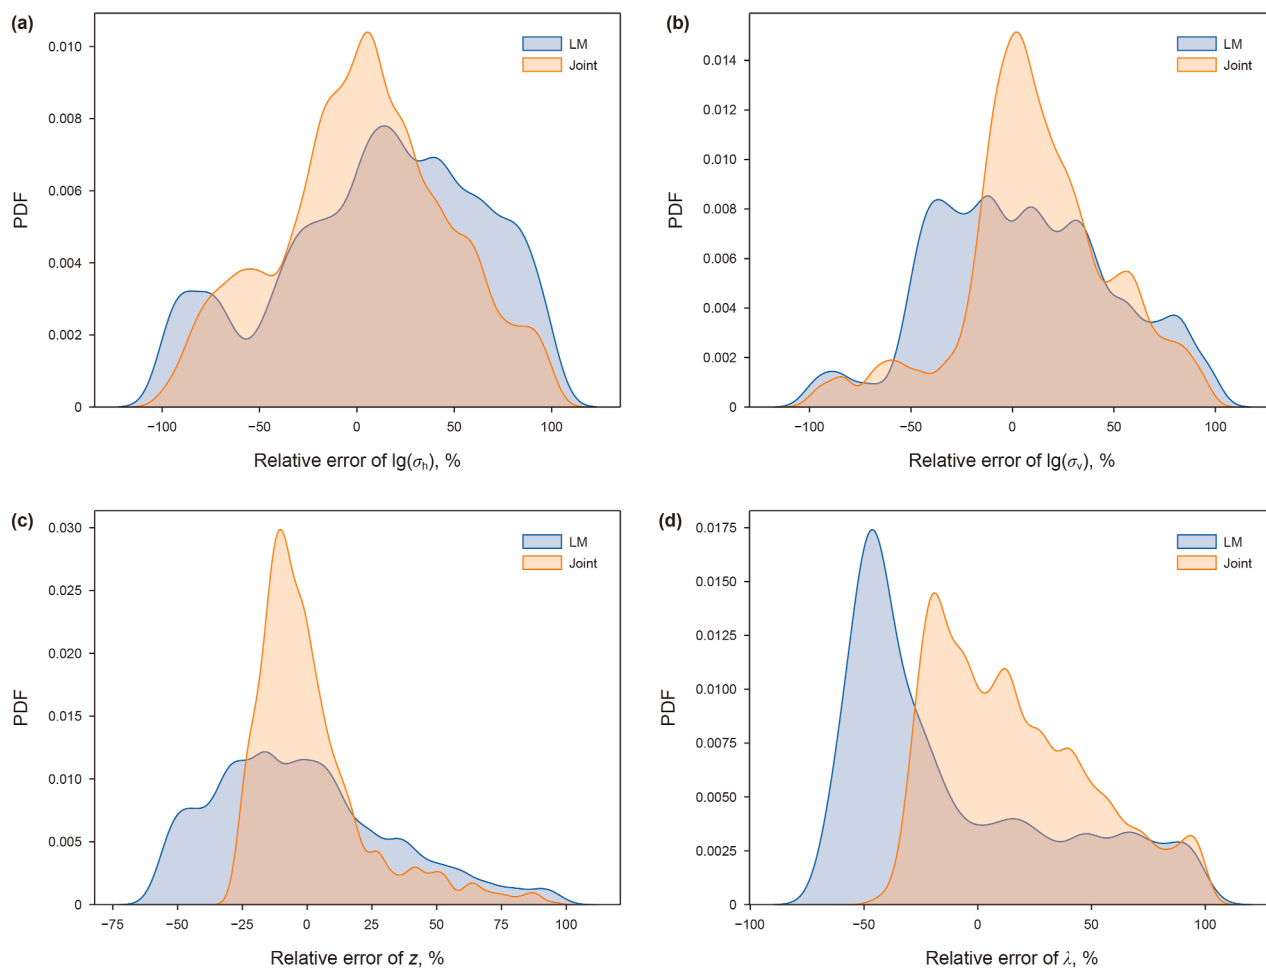 (a)
0.010
0.008
0.006
0.004
0.002
0
PDF
LM
Joint
−100
−50
0
50
100
Relative error of lg(σh), %
(b)
0.014
0.012
0.010
0.008
0.006
0.004
0.002
0
PDF
LM
Joint
−100
−50
0
50
100
Relative error of lg(σv), %
(c)
0.030
0.025
0.020
0.015
0.010
0.005
0
PDF
LM
Joint
−75
−50
−25
0
25
50
75
100
Relative error of z, %
(d)
0.0175
0.0150
0.0125
0.0100
0.0075
0.0050
0.0025
0
PDF
LM
Joint
−100
−50
0
50
100
Relative error of λ, %